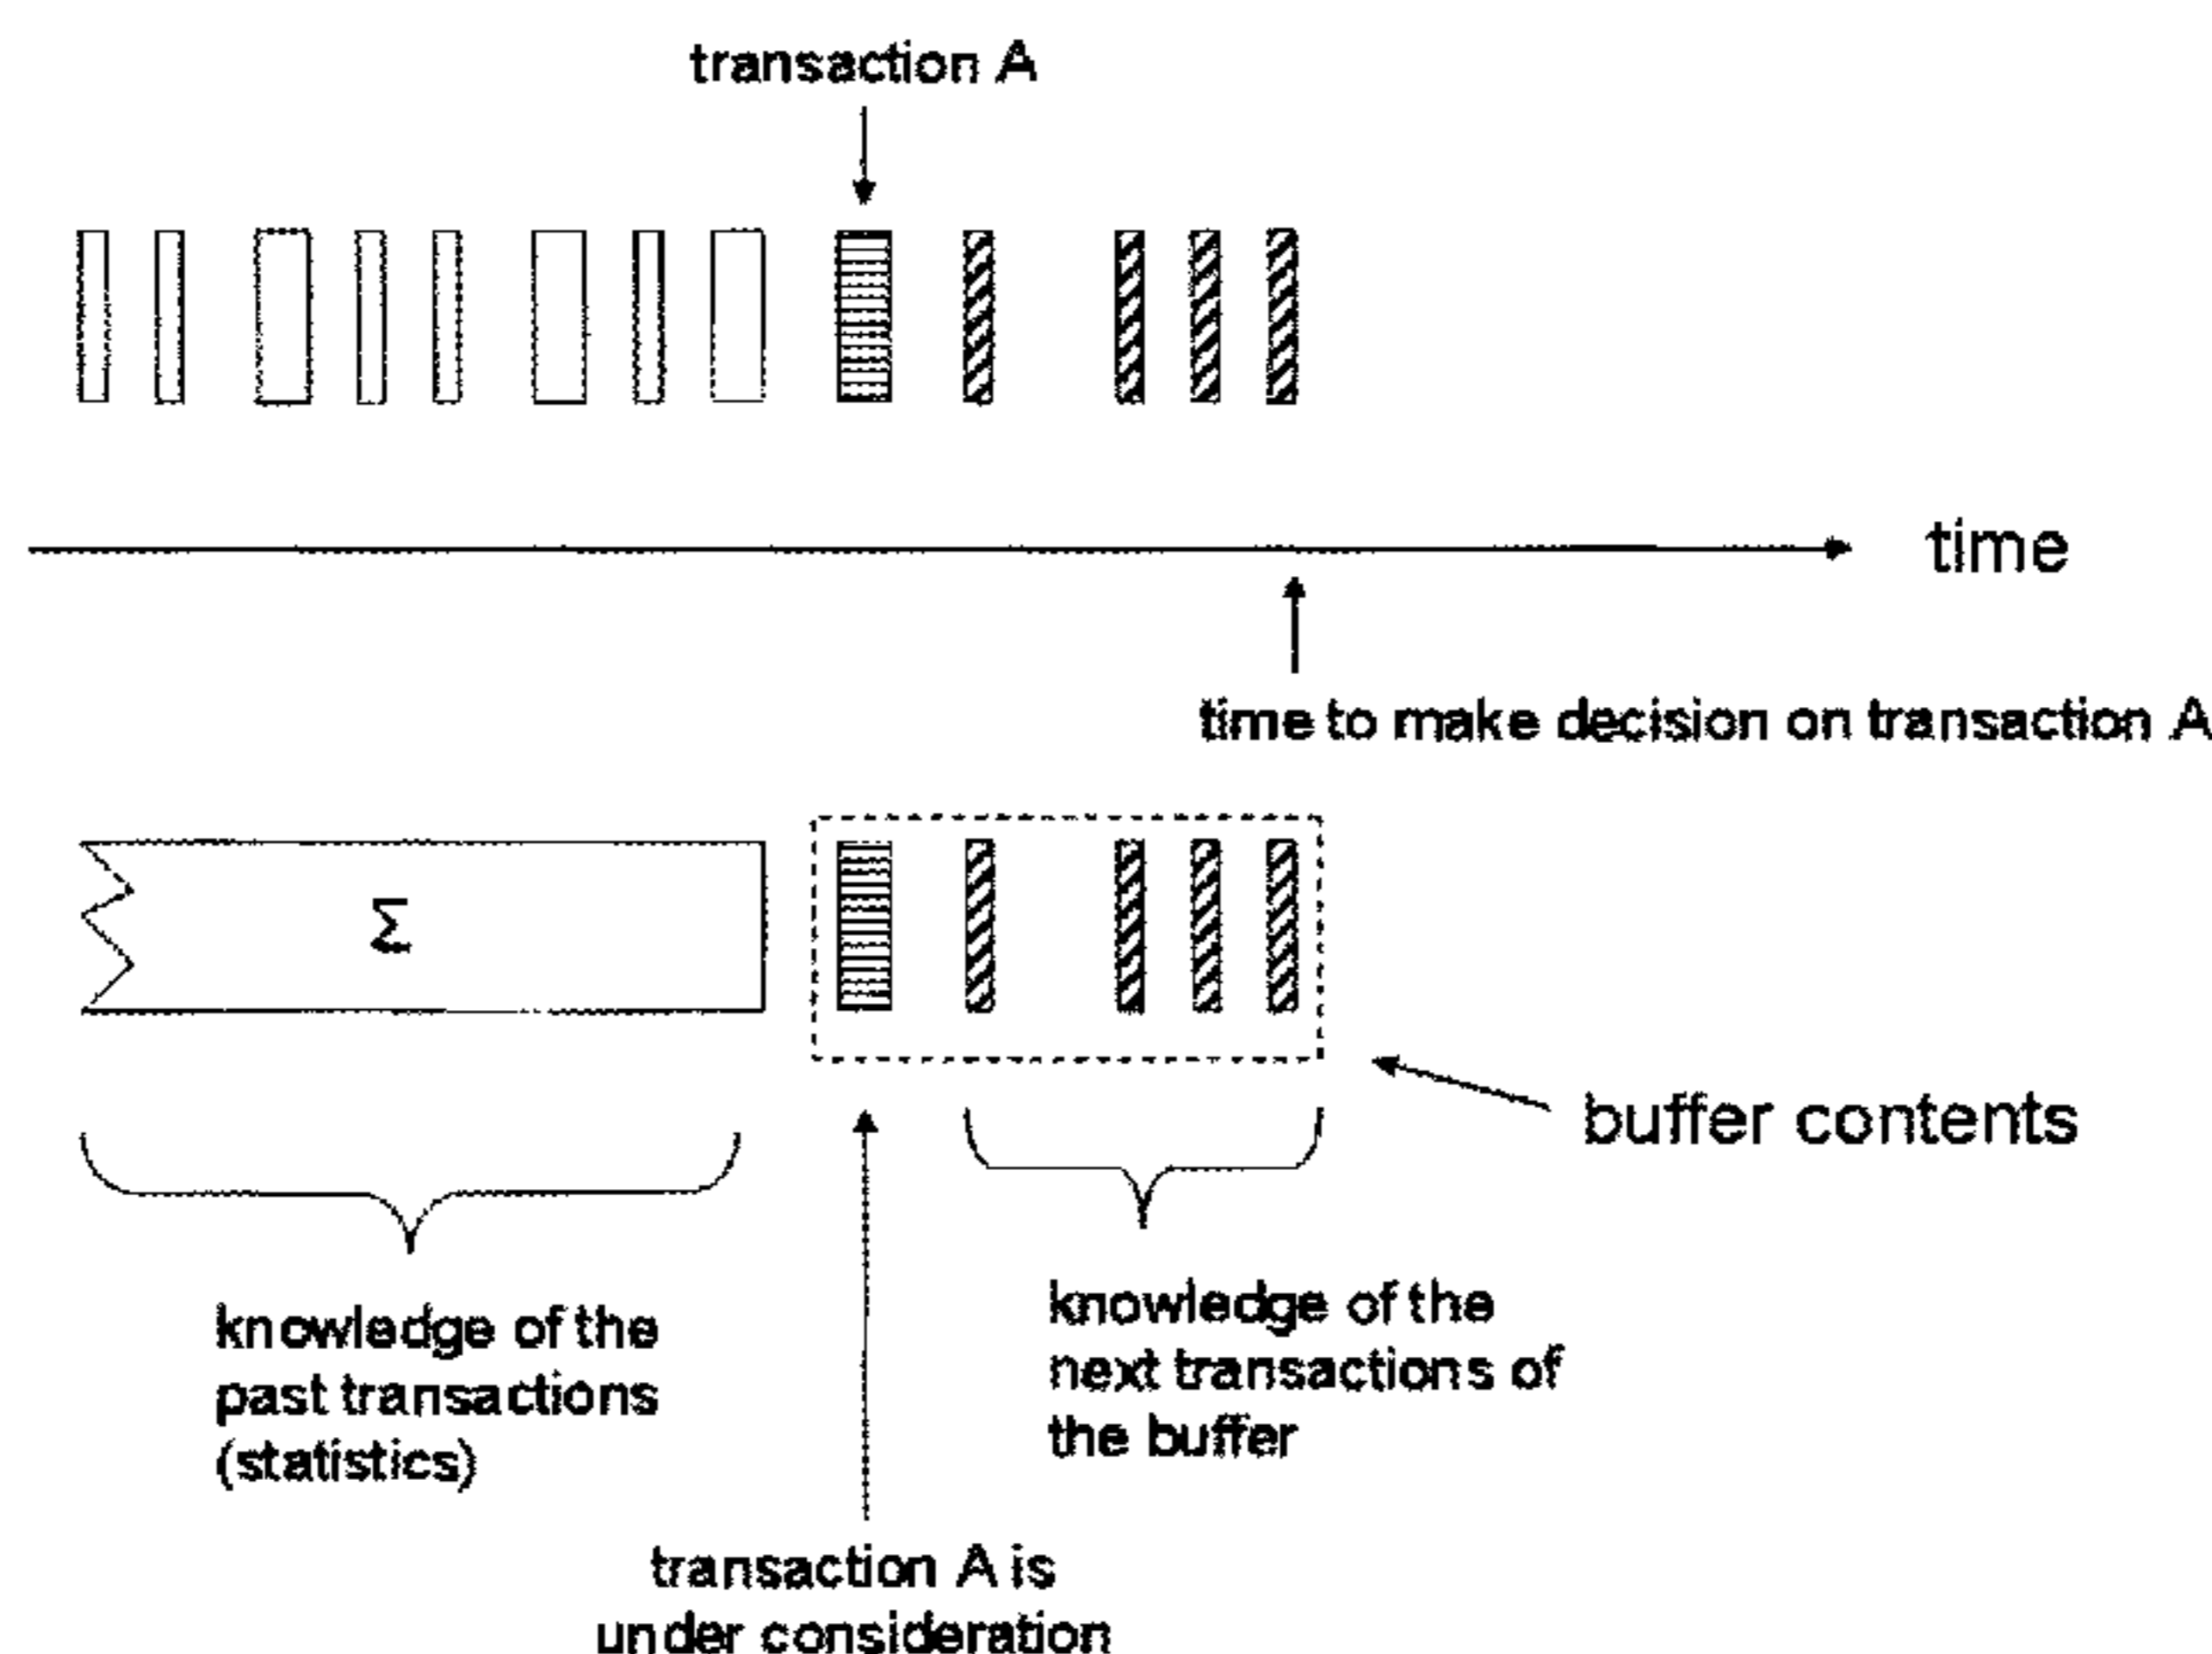 transaction A
time
time to make decision on transaction A
Σ
buffer contents
knowledge of the
past transactions
(statistics)
knowledge of the
next transactions of
the buffer
transaction A is
under consideration